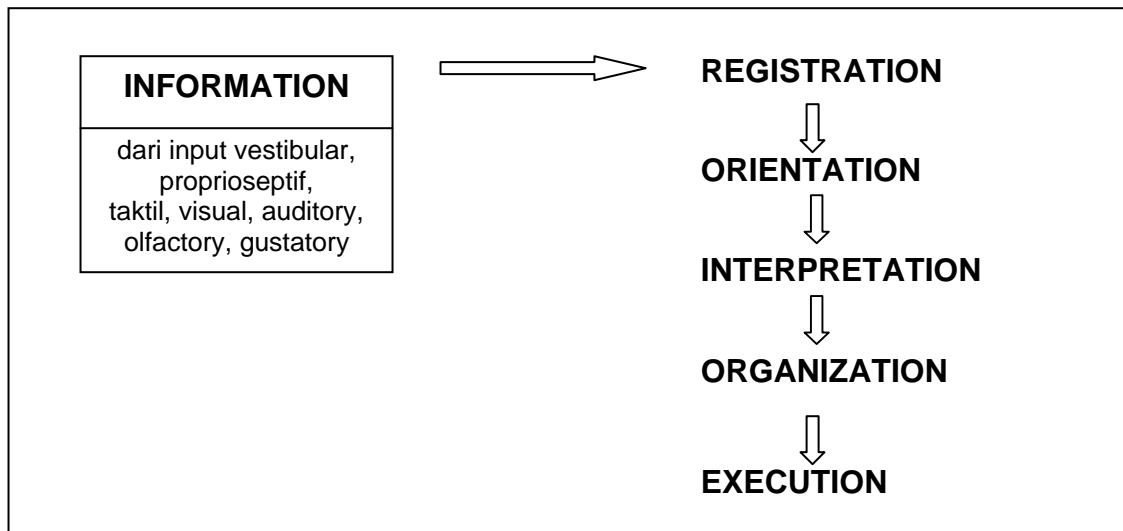 INFORMATION
dari input vestibular,
proprioseptif,
taktil, visual, auditory,
olfactory, gustatory
REGISTRATION
ORIENTATION
INTERPRETATION
ORGANIZATION
EXECUTION